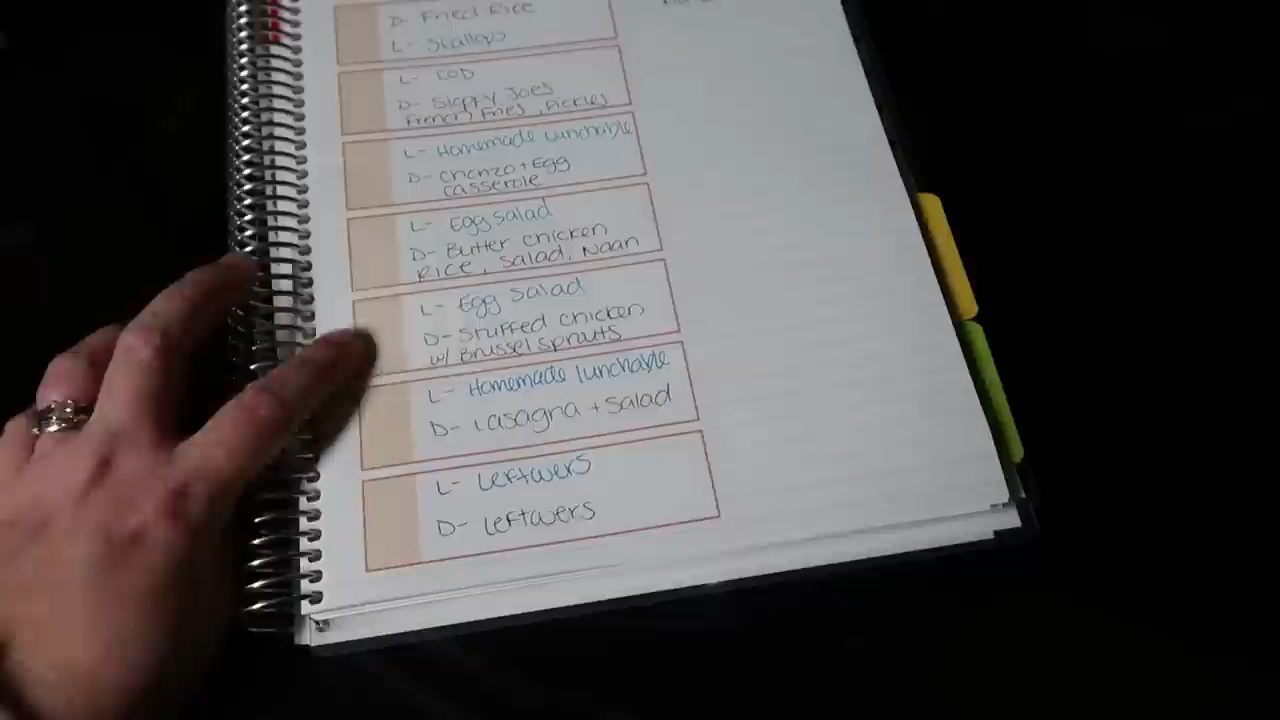 D- Fried Rice
L- Scallops
L- COD
D- Sloppy Joes
French Fries, Pickles
L- Homemade Lunchable
D- Chorizo + Egg
casserole
L- Egg salad
D- Butter chicken
Rice, salad, Naan
L- Egg salad
D- Stuffed chicken
w/ Brussel sprouts
L- Homemade lunchable
D- Lasagna + salad
L- Leftovers
D- Leftovers